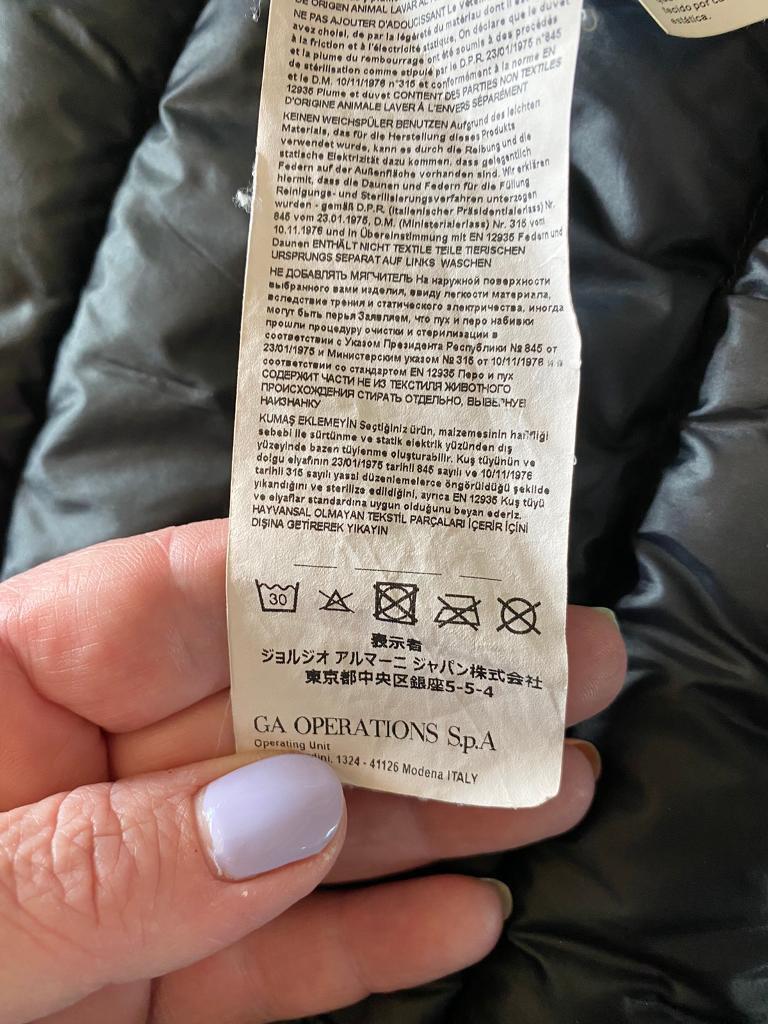 DE ORIGEN ANIMAL LAVAR AL
NE PAS AJOUTER D'ADOUCISSANT Le vêtement
avez choisi, de par la légèreté du matériau dont il est
à la friction et à l'électricité statique. On déclare que le duvet
et la plume du rembourrage ont été soumis à des procédés
de stérilisation comme stipulé par le D.P.R. 23/01/1975 n°845
et le D.M. 10/11/1976 n°315 et conformément à la norme EN
12935 Plume et duvet CONTIENT DES PARTIES NON TEXTILES
D'ORIGINE ANIMALE LAVER À L'ENVERS SÉPARÉMENT
KEINEN WEICHSPÜLER BENUTZEN Aufgrund des leichten
Materials, das für die Herstellung dieses Produkts
verwendet wurde, kann es durch die Reibung und die
statische Elektrizität dazu kommen, dass gelegentlich
Federn auf der Außenfläche vorhanden sind. Wir erklären
hiermit, dass die Daunen und Federn für die Füllung
Reinigungs- und Sterilisierungsverfahren unterzogen
wurden - gemäß D.P.R. (Italienischer Präsidentialerlass) Nr.
845 vom 23.01.1975, D.M. (Ministerialerlass) Nr. 315 vom
10.11.1976 und in Übereinstimmung mit EN 12935 Federn und
Daunen ENTHÄLT NICHT TEXTILE TEILE TIERISCHEN
URSPRUNGS SEPARAT AUF LINKS WASCHEN
НЕ ДОБАВЛЯТЬ МЯГЧИТЕЛЬ На наружной поверхности
выбранного вами изделия, ввиду легкости материала,
вследствие трения и статического электричества, иногда
могут быть перья Заявляем, что пух и перо набивки
прошли процедуру очистки и стерилизации в
соответствии с Указом Президента Республики № 845 от
23/01/1975 и Министерским указом № 315 от 10/11/1976 и в
соответствии со стандартом EN 12935 Перо и пух
СОДЕРЖИТ ЧАСТИ НЕ ИЗ ТЕКСТИЛЯ ЖИВОТНОГО
ПРОИСХОЖДЕНИЯ СТИРАТЬ ОТДЕЛЬНО, ВЫВЕРНУВ
НАИЗНАНКУ
KUMAŞ EKLEMEYİN Seçtiğiniz ürün, malzemesinin hafifliği
sebebi ile sürtünme ve statik elektrik yüzünden dış
yüzeyinde bazen tüylenme oluşturabilir. Kuş tüyünün ve
dolgu elyafının 23/01/1975 tarihli 845 sayılı ve 10/11/1976
tarihli 315 sayılı yasal düzenlemelerce öngörüldüğü şekilde
yıkandığını ve sterilize edildiğini, ayrıca EN 12935 Kuş tüyü
ve elyaflar standardına uygun olduğunu beyan ederiz.
HAYVANSAL OLMAYAN TEKSTİL PARÇALARI İÇERİR İÇİNİ
DIŞINA GETİREREK YIKAYIN
30
表示者
ジョルジオ アルマーニ ジャパン株式会社
東京都中央区銀座5-5-4
GA OPERATIONS S.p.A
Operating Unit
1324 - 41126 Modena ITALY
tecido por
estática.